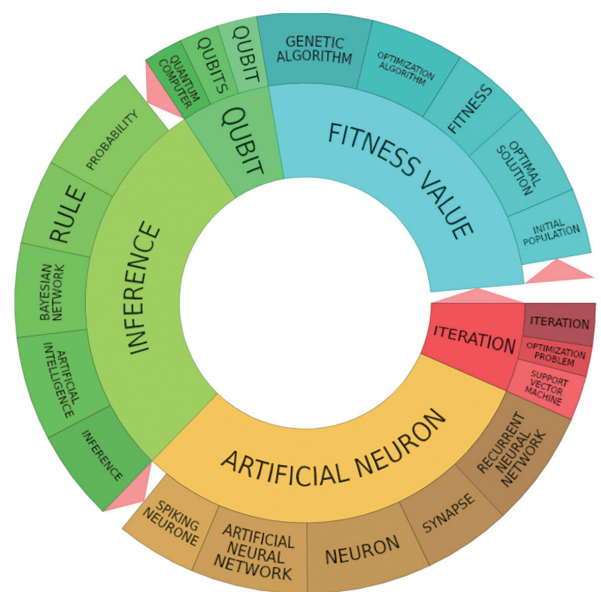 GENETIC
ALGORITHM
OPTIMIZATION
ALGORITHM
FITNESS
OPTIMAL
SOLUTION
INITIAL
POPULATION
FITNESS VALUE
ITERATION
ITERATION
OPTIMIZATION
PROBLEM
SUPPORT
VECTOR
MACHINE
RECURRENT
NEURAL
NETWORK
SYNAPSE
NEURON
ARTIFICIAL
NEURAL
NETWORK
SPIKING
NEURONE
ARTIFICIAL NEURON
INFERENCE
ARTIFICIAL
INTELLIGENCE
BAYESIAN
NETWORK
RULE
PROBABILITY
INFERENCE
QUANTUM
COMPUTER
QUBITS
QUBIT
QUBIT